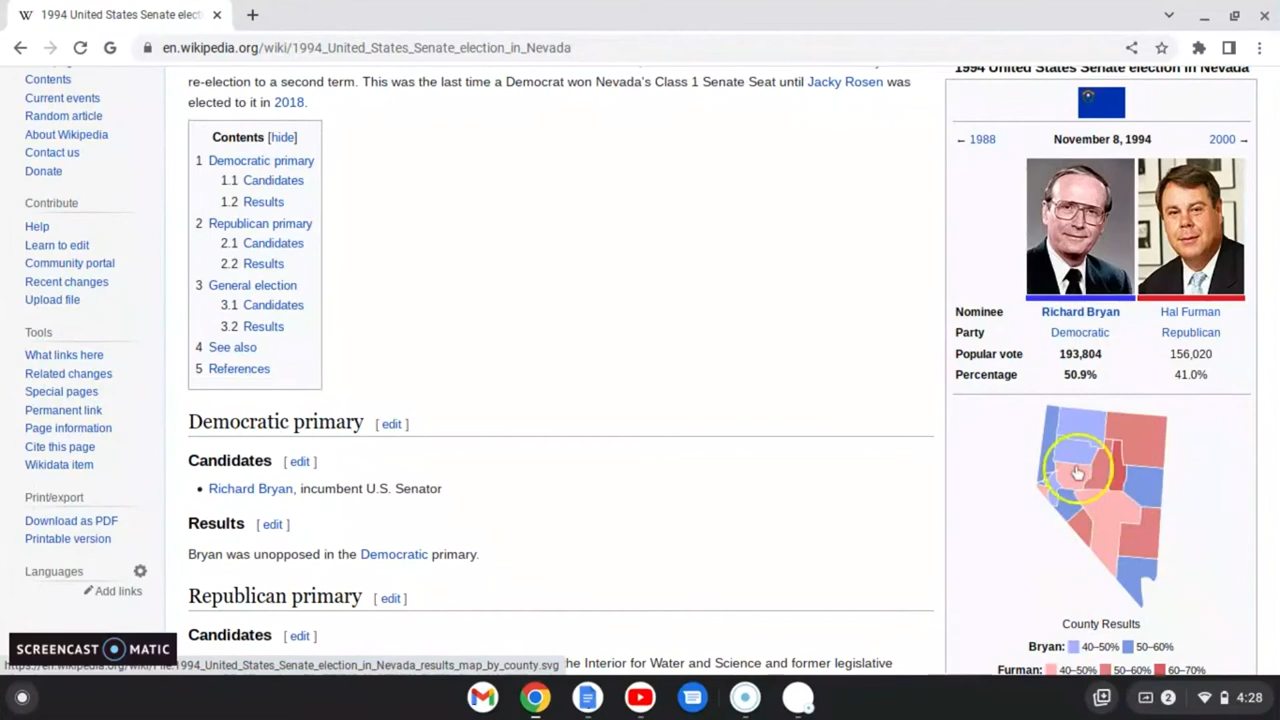 1994 United States Senate elect
en.wikipedia.org/wiki/1994_United_States_Senate_election_in_Nevada
Contents
Current events
Random article
About Wikipedia
Contact us
Donate
Contribute
Help
Learn to edit
Community portal
Recent changes
Upload file
Tools
What links here
Related changes
Special pages
Permanent link
Page information
Cite this page
Wikidata item
Print/export
Download as PDF
Printable version
Languages
Add links
re-election to a second term. This was the last time a Democrat won Nevada's Class 1 Senate Seat until Jacky Rosen was
elected to it in 2018.
Contents [hide]
1 Democratic primary
1.1 Candidates
1.2 Results
2 Republican primary
2.1 Candidates
2.2 Results
3 General election
3.1 Candidates
3.2 Results
4 See also
5 References
Democratic primary [ edit ]
Candidates [ edit ]
• Richard Bryan, incumbent U.S. Senator
Results [ edit ]
Bryan was unopposed in the Democratic primary.
Republican primary [ edit ]
Candidates [ edit ]
the Interior for Water and Science and former legislative
1994 United States Senate election in Nevada
← 1988 November 8, 1994 2000 →
Nominee Richard Bryan Hal Furman
Party Democratic Republican
Popular vote 193,804 156,020
Percentage 50.9% 41.0%
County Results
Bryan: 40–50% 50–60%
Furman: 40–50% 50–60% 60–70%
SCREENCAST MATIC
https://en.wikipedia.org/wiki/File:1994_United_States_Senate_election_in_Nevada_results_map_by_county.svg
2 4:28